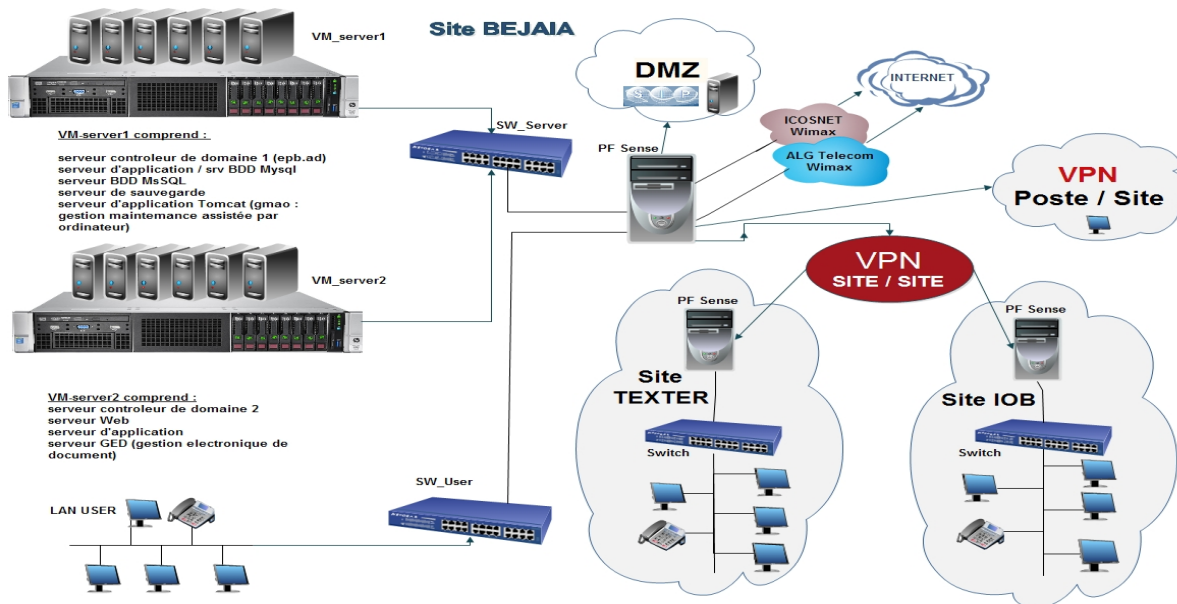 VM_server1
Site BEJAIA
DMZ
SIP
INTERNET
ICOSNET
Wimax
ALG Telecom
Wimax
SW_Server
PF Sense
VM-server1 comprend :
serveur controleur de domaine 1 (epb.ad)
serveur d'application / srv BDD Mysql
serveur BDD MsSQL
serveur de sauvegarde
serveur d'application Tomcat (gmao :
gestion maintemance assistée par
ordinateur)
VPN
Poste / Site
VM_server2
VPN
SITE / SITE
PF Sense
PF Sense
Site
TEXTER
Site IOB
VM-server2 comprend :
serveur controleur de domaine 2
serveur Web
serveur d'application
serveur GED (gestion electronique de
document)
Switch
Switch
SW_User
LAN USER